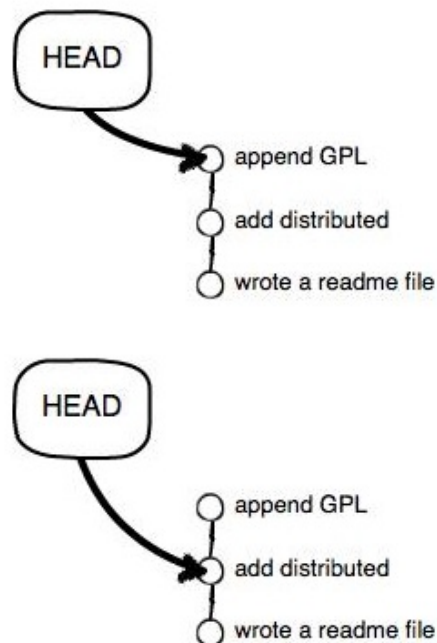 HEAD
append GPL
add distributed
wrote a readme file
HEAD
append GPL
add distributed
wrote a readme file